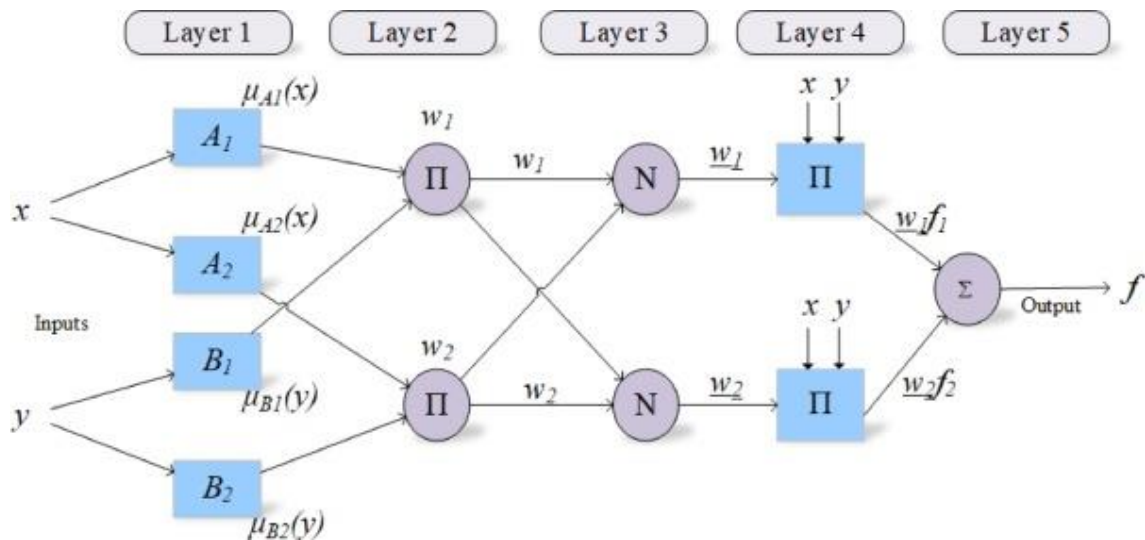 Layer 1 Layer 2 Layer 3 Layer 4 Layer 5
x y
μA1(x)
w1
A1 Π w1 N w1 Π
x
μA2(x) w1f1
A2
Σ Output f
Inputs
x y
B1 w2
μB1(y) w2f2
y Π w2 N w2 Π
B2
μB2(y)